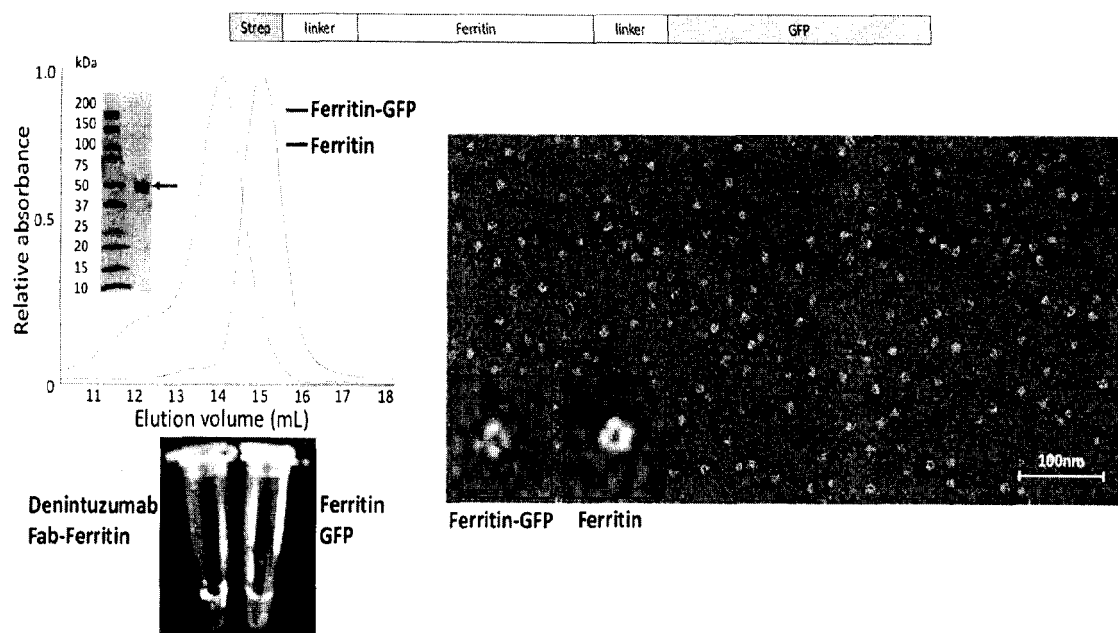 Strep linker Ferritin linker GFP
kDa
1.0
200
150
100
75
50
37
25
20
15
10
Ferritin-GFP
Ferritin
Relative absorbance
0.5
0
11 12 13 14 15 16 17 18
Elution volume (mL)
Denintuzumab
Fab-Ferritin
Ferritin
GFP
Ferritin-GFP Ferritin
100nm